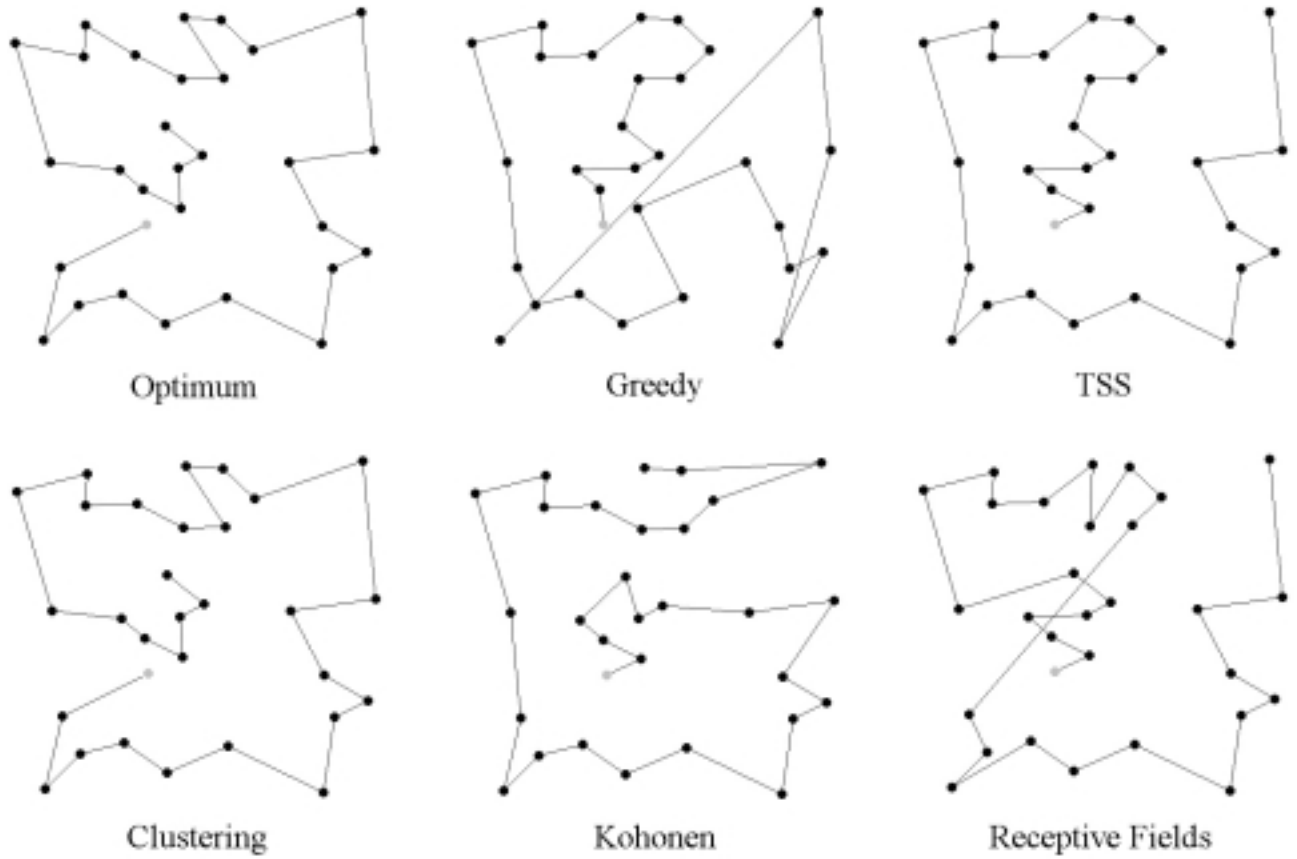 Optimum
Greedy
TSS
Clustering
Kohonen
Receptive Fields